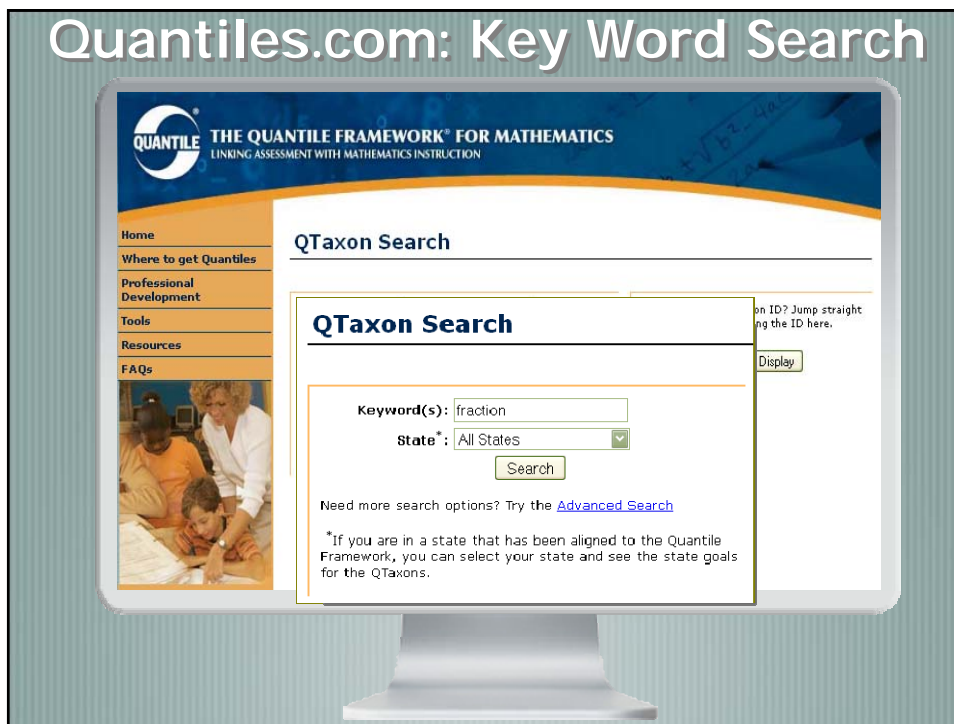 Quantiles.com: Key Word Search
QUANTILE
THE QUANTILE FRAMEWORK® FOR MATHEMATICS
LINKING ASSESSMENT WITH MATHEMATICS INSTRUCTION
Home
Where to get Quantiles
Professional
Development
Tools
Resources
FAQs
QTaxon Search
on ID? Jump straight
ng the ID here.
Display
QTaxon Search
Keyword(s): fraction
State*: All States
Search
Need more search options? Try the Advanced Search
*If you are in a state that has been aligned to the Quantile
Framework, you can select your state and see the state goals
for the QTaxons.